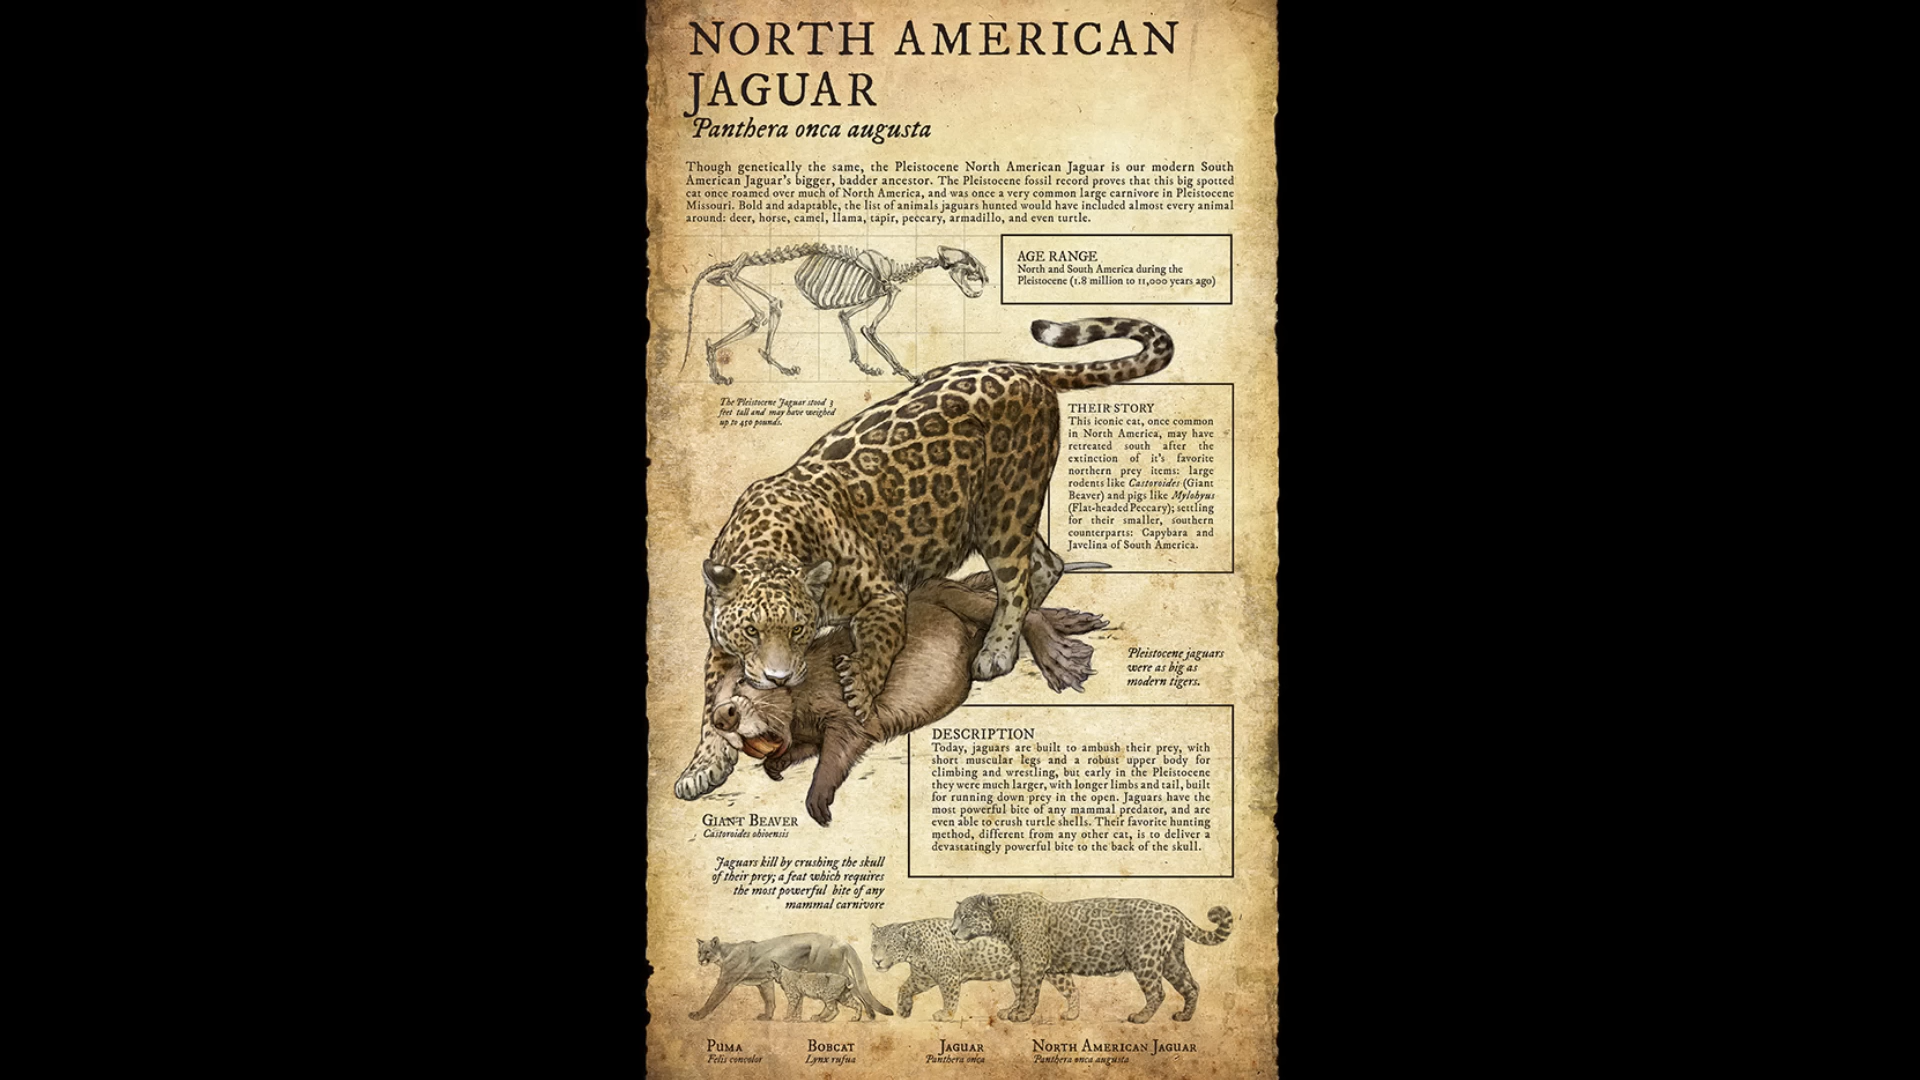 NORTH AMERICAN
JAGUAR
Panthera onca augusta
Though genetically the same, the Pleistocene North American Jaguar is our modern South
American Jaguar's bigger, badder ancestor. The Pleistocene fossil record proves that this big spotted
cat once roamed over much of North America, and was once a very common large carnivore in Pleistocene
Missouri. Bold and adaptable, the list of animals jaguars hunted would have included almost every animal
around: deer, horse, camel, llama, tapir, peccary, armadillo, and even turtle.
AGE RANGE
North and South America during the
Pleistocene (1.8 million to 11,000 years ago)
The Pleistocene Jaguar stood 3
feet tall and may have weighed
up to 450 pounds.
THEIR STORY
This iconic cat, once common
in North America, may have
retreated south after the
extinction of it's favorite
northern prey items: large
rodents like Castoroides (Giant
Beaver) and pigs like Mylohyus
(Flat-headed Peccary); settling
for their smaller, southern
counterparts: Capybara and
Javelina of South America.
Pleistocene jaguars
were as big as
modern tigers.
DESCRIPTION
Today, jaguars are built to ambush their prey, with
short muscular legs and a robust upper body for
climbing and wrestling, but early in the Pleistocene
they were much larger, with longer limbs and tail, built
for running down prey in the open. Jaguars have the
most powerful bite of any mammal predator, and are
even able to crush turtle shells. Their favorite hunting
method, different from any other cat, is to deliver a
devastatingly powerful bite to the back of the skull.
GIANT BEAVER
Castoroides ohioensis
Jaguars kill by crushing the skull
of their prey; a feat which requires
the most powerful bite of any
mammal carnivore
PUMA
Felis concolor
BOBCAT
Lynx rufua
JAGUAR
Panthera onca
NORTH AMERICAN JAGUAR
Panthera onca augusta